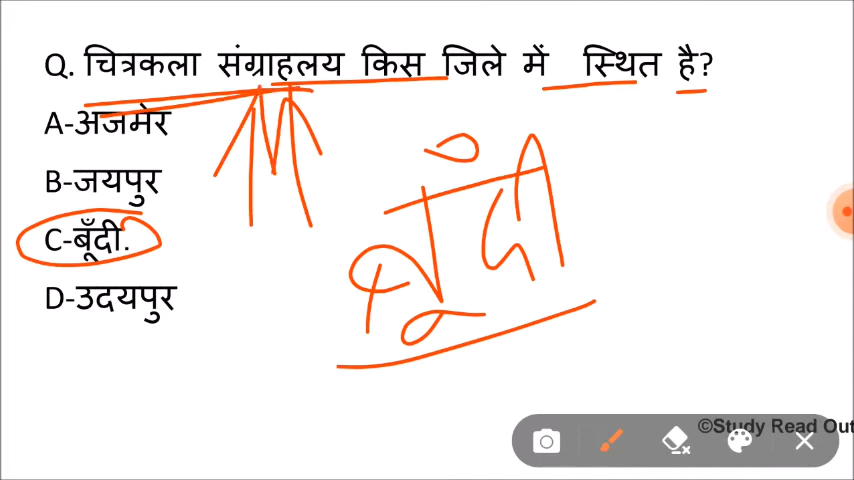 Q. चित्रकला संग्राहलय किस जिले में स्थित है?
A-अजमेर
B-जयपुर
C-बूँदी.
D-उदयपुर
बूंदी
©Study Read Out